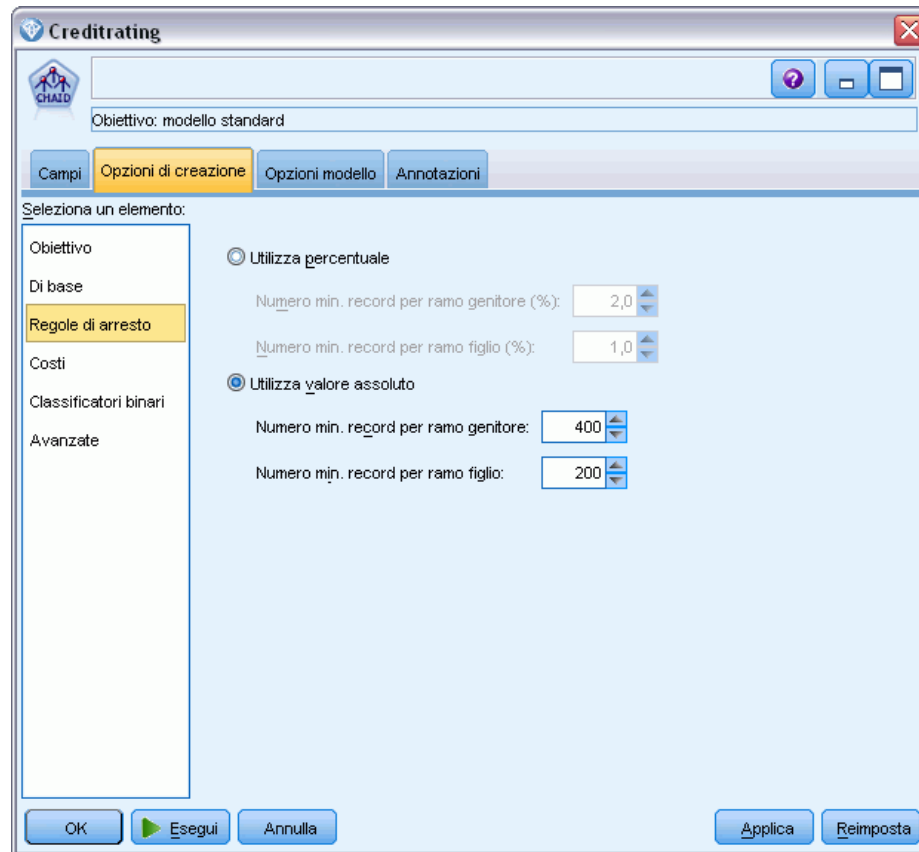 Creditrating
CHAID
Obiettivo: modello standard
Campi
Opzioni di creazione
Opzioni modello
Annotazioni
Seleziona un elemento:
Obiettivo
Di base
Regole di arresto
Costi
Classificatori binari
Avanzate
Utilizza percentuale
Numero min. record per ramo genitore (%): 2,0
Numero min. record per ramo figlio (%): 1,0
Utilizza valore assoluto
Numero min. record per ramo genitore: 400
Numero min. record per ramo figlio: 200
OK
Esegui
Annulla
Applica
Reimposta